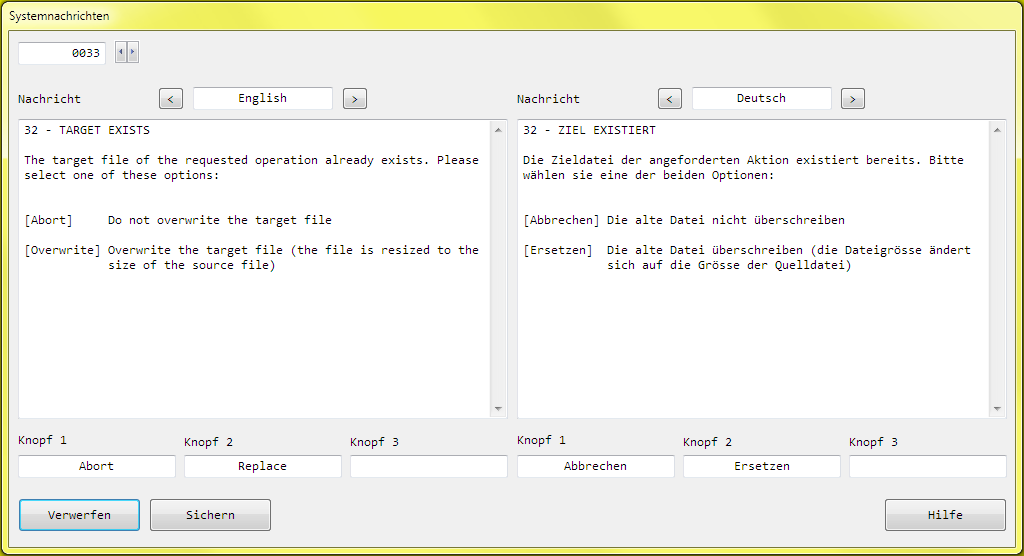 Systemnachrichten
0033
Nachricht < English >
32 - TARGET EXISTS
The target file of the requested operation already exists. Please
select one of these options:
[Abort] Do not overwrite the target file
[Overwrite] Overwrite the target file (the file is resized to the
size of the source file)
Knopf 1 Knopf 2 Knopf 3
Abort Replace
Nachricht < Deutsch >
32 - ZIEL EXISTIERT
Die Zieldatei der angeforderten Aktion existiert bereits. Bitte
wählen sie eine der beiden Optionen:
[Abbrechen] Die alte Datei nicht überschreiben
[Ersetzen] Die alte Datei überschreiben (die Dateigrösse ändert
sich auf die Grösse der Quelldatei)
Knopf 1 Knopf 2 Knopf 3
Abbrechen Ersetzen
Verwerfen Sichern Hilfe